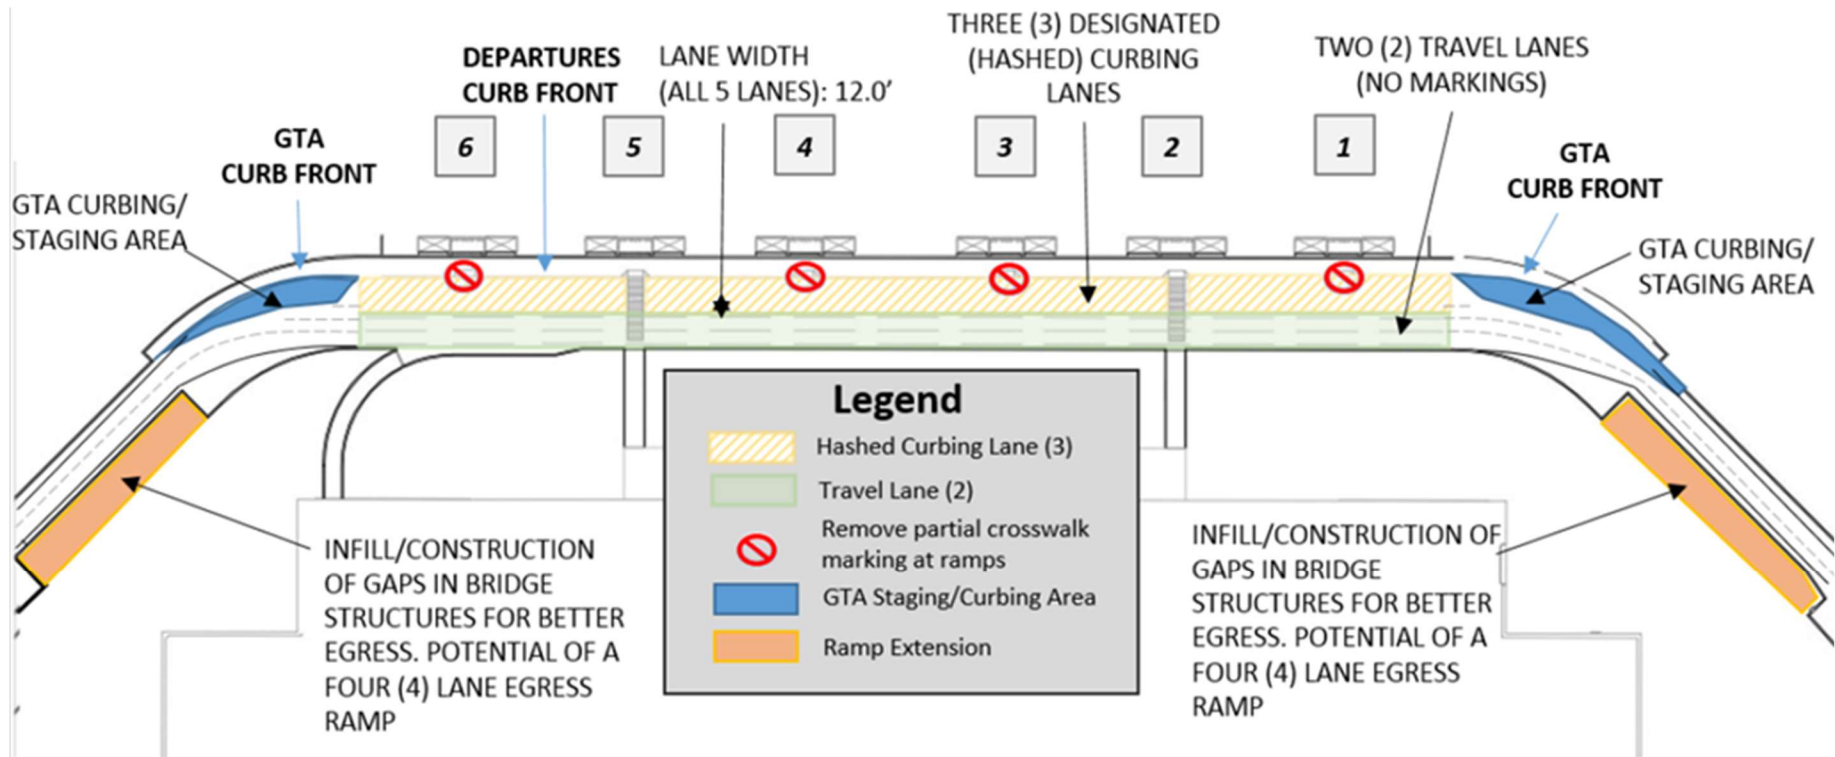 DEPARTURES
CURB FRONT
LANE WIDTH
(ALL 5 LANES): 12.0’
THREE (3) DESIGNATED
(HASHED) CURBING
LANES
TWO (2) TRAVEL LANES
(NO MARKINGS)
GTA
CURB FRONT
6
5
4
3
2
1
GTA
CURB FRONT
GTA CURBING/
STAGING AREA
GTA CURBING/
STAGING AREA
Legend
Hashed Curbing Lane (3)
Travel Lane (2)
Remove partial crosswalk
marking at ramps
GTA Staging/Curbing Area
Ramp Extension
INFILL/CONSTRUCTION
OF GAPS IN BRIDGE
STRUCTURES FOR BETTER
EGRESS. POTENTIAL OF A
FOUR (4) LANE EGRESS
RAMP
INFILL/CONSTRUCTION OF
GAPS IN BRIDGE
STRUCTURES FOR BETTER
EGRESS. POTENTIAL OF A
FOUR (4) LANE EGRESS
RAMP